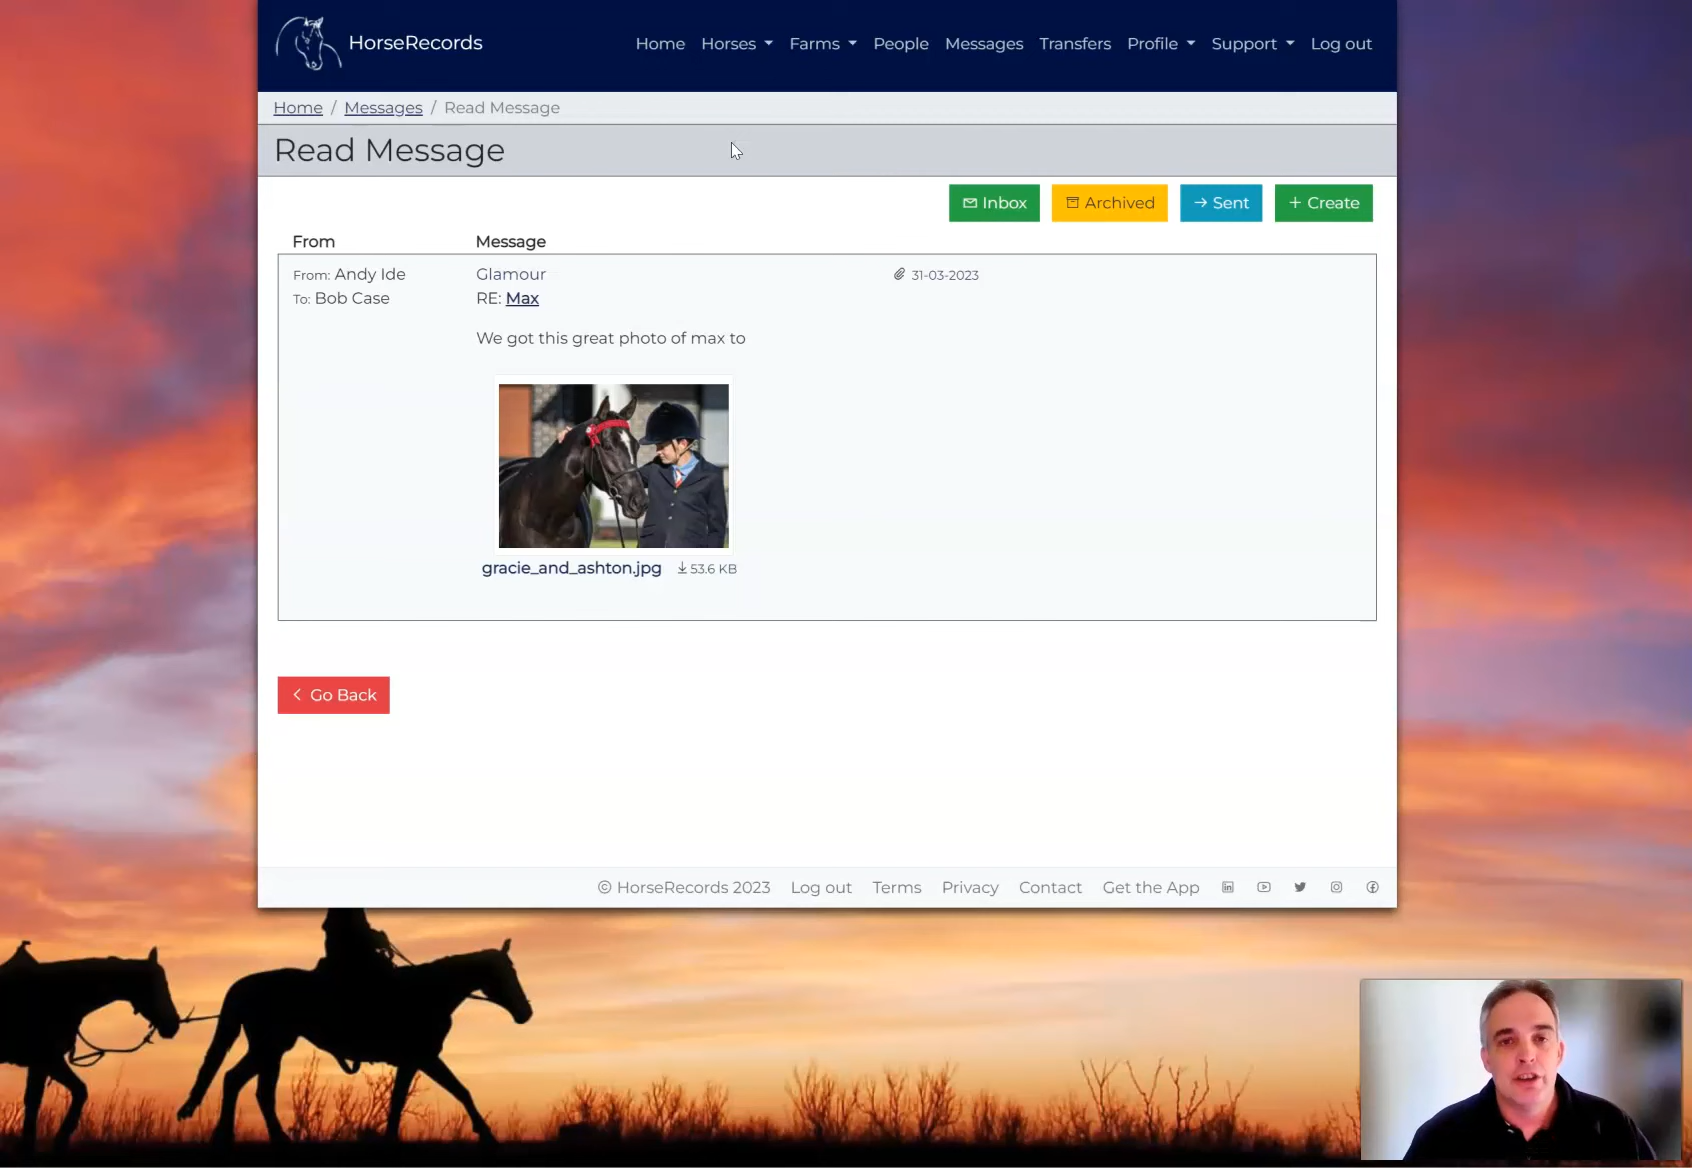 HorseRecords
Home Horses Farms People Messages Transfers Profile Support Log out
Home / Messages / Read Message
Read Message
Inbox Archived Sent + Create
From Message
From: Andy Ide Glamour 31-03-2023
To: Bob Case RE: Max
We got this great photo of max to
gracie_and_ashton.jpg 53.6 KB
Go Back
© HorseRecords 2023 Log out Terms Privacy Contact Get the App